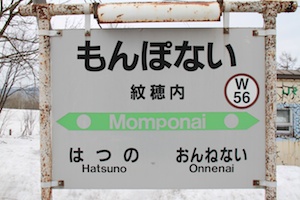 もんぽない
紋穂内
W
56
Momponai
はつの おんねない
Hatsuno Onnenai